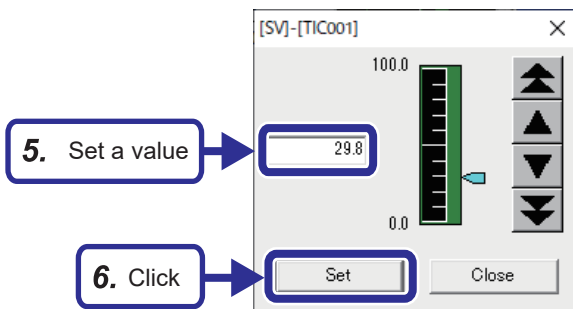 [SV]-[TIC001]
100.0
5. Set a value
29.8
0.0
6. Click
Set
Close